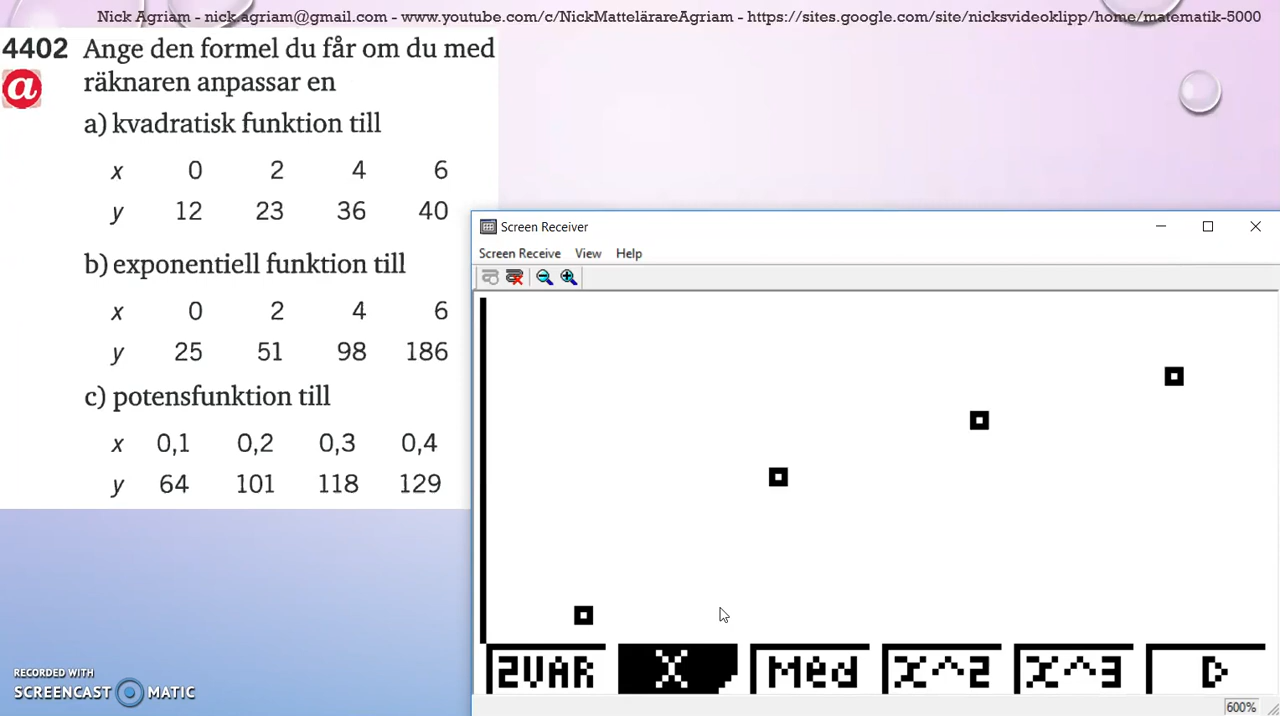 Nick Agriam - nick.agriam@gmail.com - www.youtube.com/c/NickMattelärareAgriam - https://sites.google.com/site/nicksvideoklipp/home/matematik-5000
4402 Ange den formel du får om du med
räknaren anpassar en
a) kvadratisk funktion till
x 0 2 4 6
y 12 23 36 40
b) exponentiell funktion till
x 0 2 4 6
y 25 51 98 186
c) potensfunktion till
x 0,1 0,2 0,3 0,4
y 64 101 118 129
Screen Receiver
Screen Receive View Help
2VAR X Med X^2 X^3 D
600%
RECORDED WITH
SCREENCAST MATIC